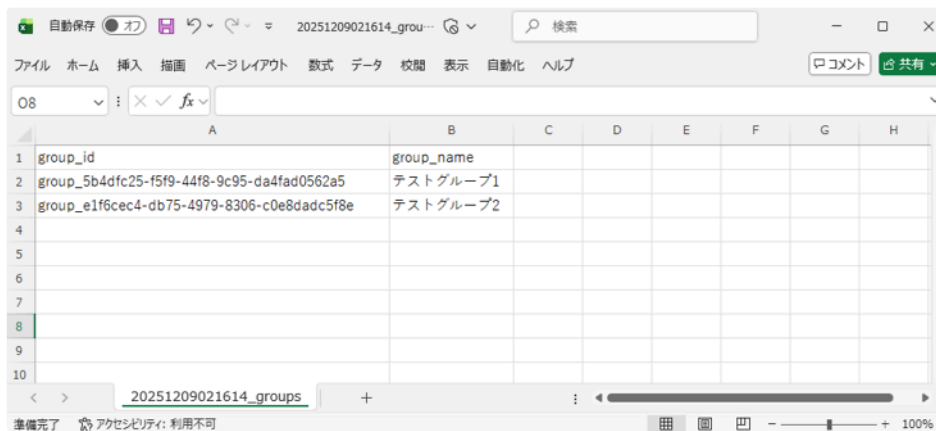 自動保存 オフ 20251209021614_grou… 検索
ファイル ホーム 挿入 描画 ページ レイアウト 数式 データ 校閲 表示 自動化 ヘルプ コメント 共有
O8 fx
A B C D E F G H
1 group_id group_name
2 group_5b4dfc25-f5f9-44f8-9c95-da4fad0562a5 テストグループ1
3 group_e1f6cec4-db75-4979-8306-c0e8dadc5f8e テストグループ2
4
5
6
7
8
9
10
20251209021614_groups
準備完了 アクセシビリティ: 利用不可 100%